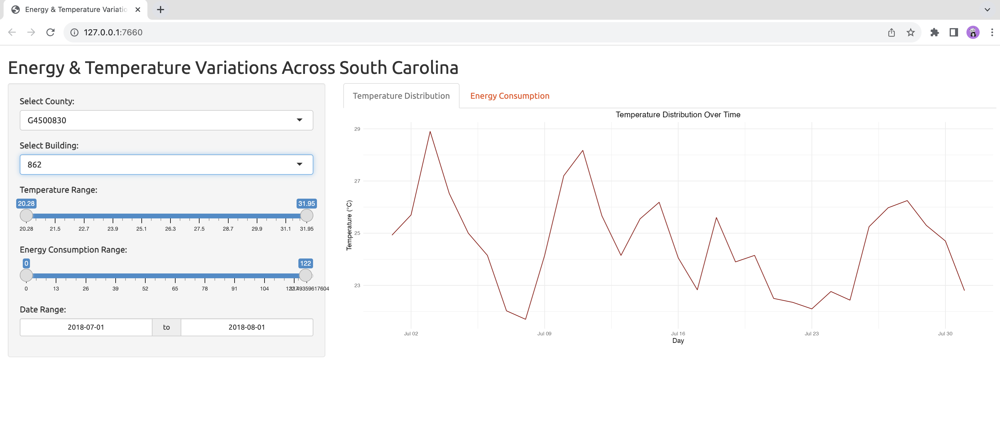 Energy & Temperature Variatio
127.0.0.1:7660
Energy & Temperature Variations Across South Carolina
Select County:
G4500830
Select Building:
862
Temperature Range:
20.28 31.95
20.28 21.5 22.7 23.9 25.1 26.3 27.5 28.7 29.9 31.1 31.95
Energy Consumption Range:
0 122
0 13 26 39 52 65 78 91 104
Date Range:
2018-07-01 to 2018-08-01
Temperature Distribution Energy Consumption
Temperature Distribution Over Time
Temperature (°C)
29
27
25
23
Jul 02 Jul 09 Jul 16 Jul 23 Jul 30
Day